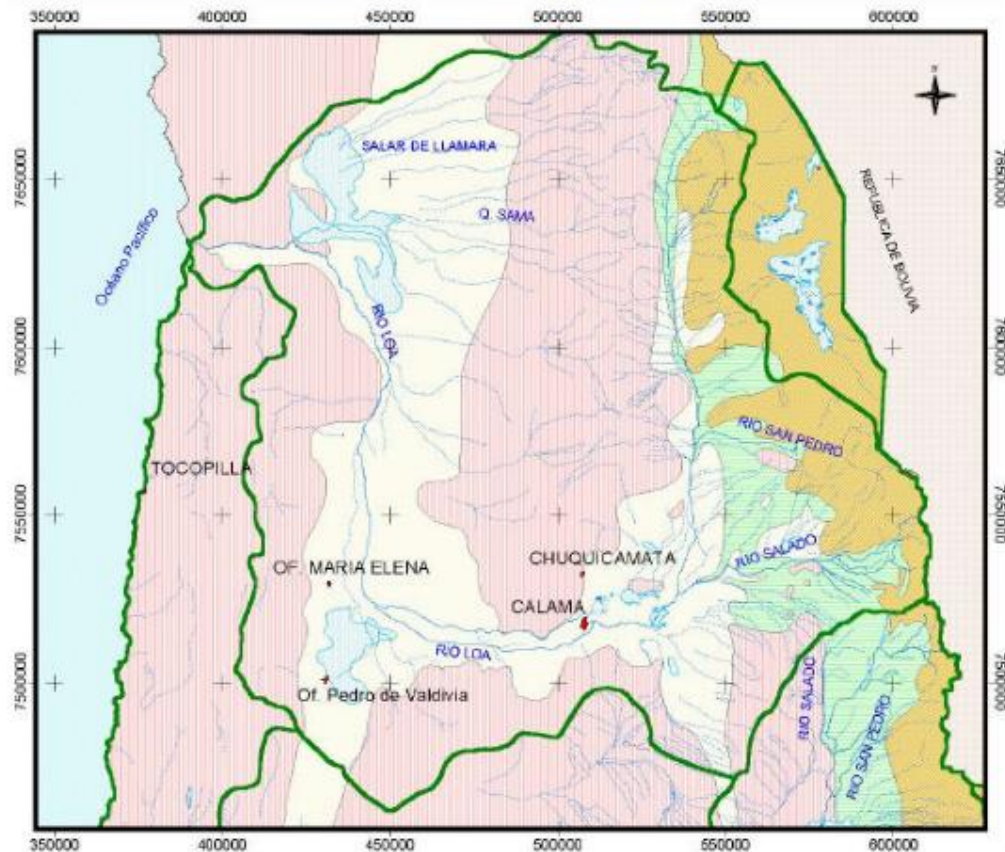 350000 400000 450000 500000 550000 600000
7650000
7650000
SALAR DE LLAMARA
Q. SAMA
Océano Pacífico
REPUBLICA DE BOLIVIA
RIO LOA
7600000
7600000
RIO SAN PEDRO
TOCOPILLA
7550000
7550000
OF. MARIA ELENA
CHUQUICAMATA
RIO SALADO
CALAMA
RIO LOA
7500000
7500000
Of. Pedro de Valdivia
RIO SALADO
RIO SAN PEDRO
350000 400000 450000 500000 550000 600000